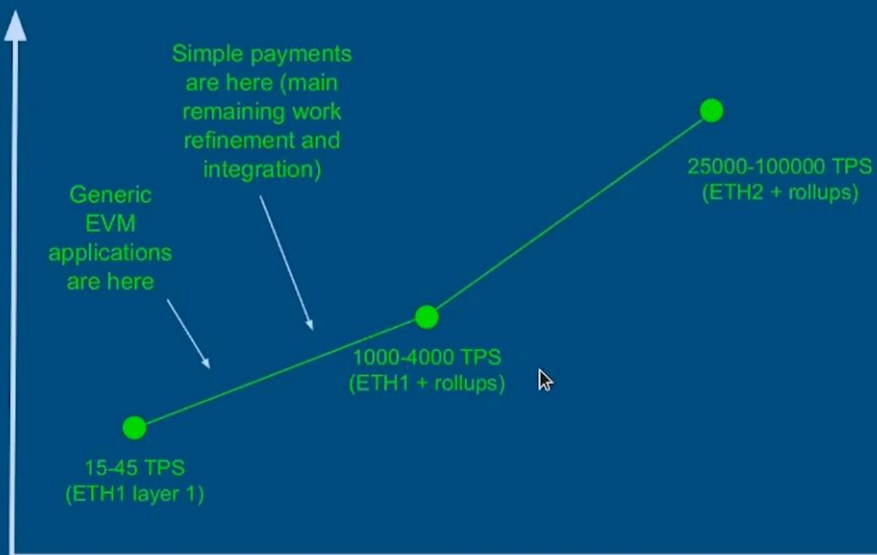 Simple payments
are here (main
remaining work
refinement and
integration)
Generic
EVM
applications
are here
25000-100000 TPS
(ETH2 + rollups)
1000-4000 TPS
(ETH1 + rollups)
15-45 TPS
(ETH1 layer 1)